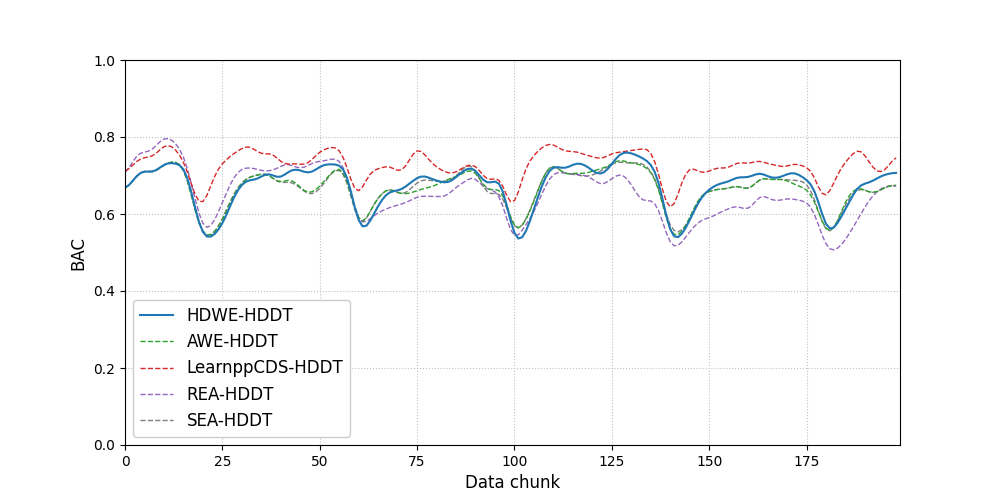 1.0
0.8
0.6
0.4
0.2
0.0
BAC
HDWE-HDDT
AWE-HDDT
LearnppCDS-HDDT
REA-HDDT
SEA-HDDT
0 25 50 75 100 125 150 175
Data chunk